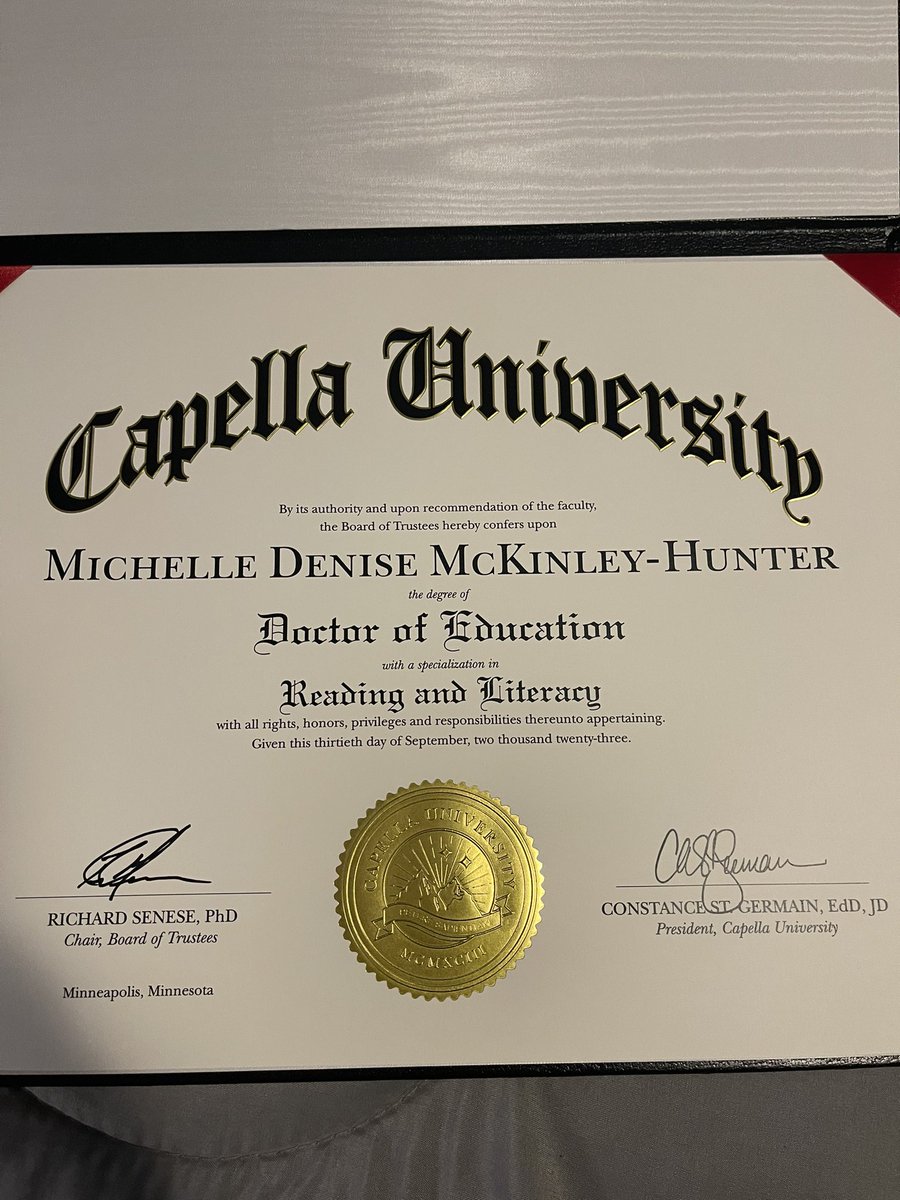 Capella University
By its authority and upon recommendation of the faculty,
the Board of Trustees hereby confers upon
MICHELLE DENISE MCKINLEY-HUNTER
the degree of
Doctor of Education
with a specialization in
Reading and Literacy
with all rights, honors, privileges and responsibilities thereunto appertaining.
Given this thirtieth day of September, two thousand twenty-three.
RICHARD SENESE, PhD
Chair, Board of Trustees
Minneapolis, Minnesota
CAPELLA UNIVERSITY
MCMXCIII
CONSTANCE ST. GERMAIN, EdD, JD
President, Capella University